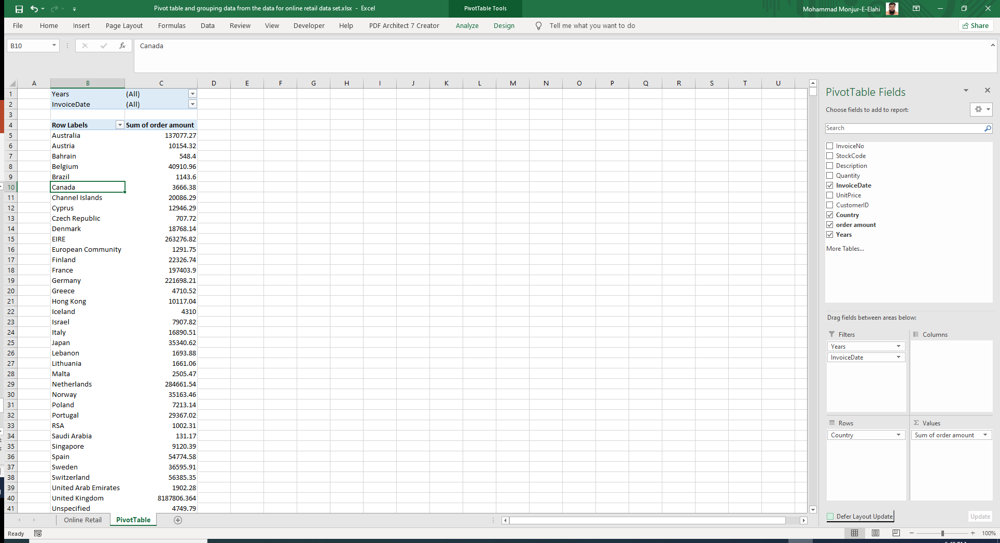 Pivot table and grouping data from the data for online retail data set.xlsx - Excel
PivotTable Tools
Mohammad Monjur-E-Elahi
File Home Insert Page Layout Formulas Data Review View Developer Help PDF Architect 7 Creator Analyze Design Tell me what you want to do Share
B10 fx Canada
A B C D E F G H I J K L M N O P Q R S T U
1 Years (All)
2 InvoiceDate (All)
3
4 Row Labels Sum of order amount
5 Australia 137077.27
6 Austria 10154.32
7 Bahrain 548.4
8 Belgium 40910.96
9 Brazil 1143.6
10 Canada 3666.38
11 Channel Islands 20086.29
12 Cyprus 12946.29
13 Czech Republic 707.72
14 Denmark 18768.14
15 EIRE 263276.82
16 European Community 1291.75
17 Finland 22326.74
18 France 197403.9
19 Germany 221698.21
20 Greece 4710.52
21 Hong Kong 10117.04
22 Iceland 4310
23 Israel 7907.82
24 Italy 16890.51
25 Japan 35340.62
26 Lebanon 1693.88
27 Lithuania 1661.06
28 Malta 2505.47
29 Netherlands 284661.54
30 Norway 35163.46
31 Poland 7213.14
32 Portugal 29367.02
33 RSA 1002.31
34 Saudi Arabia 131.17
35 Singapore 9120.39
36 Spain 54774.58
37 Sweden 36595.91
38 Switzerland 56385.35
39 United Arab Emirates 1902.28
40 United Kingdom 8187806.364
41 Unspecified 4749.79
PivotTable Fields
Choose fields to add to report:
Search
InvoiceNo
StockCode
Description
Quantity
InvoiceDate
UnitPrice
CustomerID
Country
order amount
Years
More Tables...
Drag fields between areas below:
Filters Columns
Years
InvoiceDate
Rows Σ Values
Country Sum of order amount
Defer Layout Update Update
Online Retail PivotTable
Ready 100%